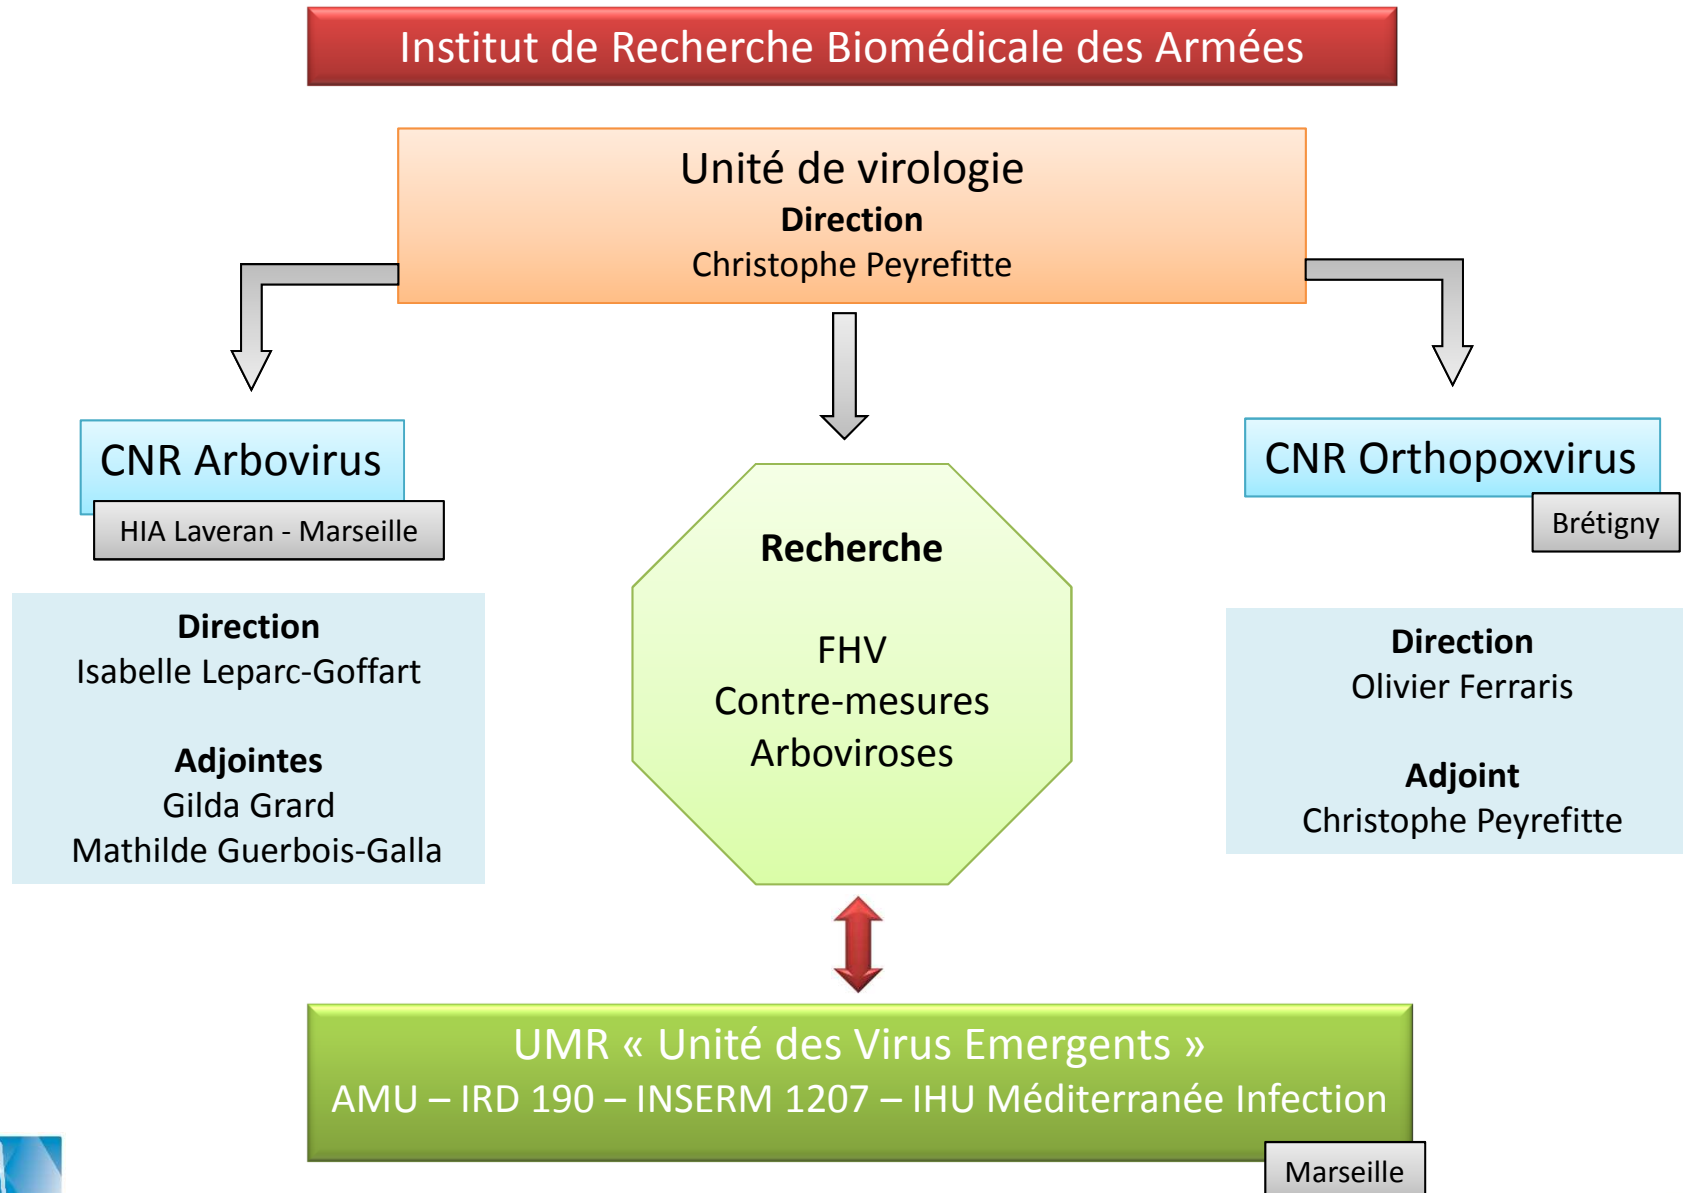 Institut de Recherche Biomédicale des Armées
Unité de virologie
Direction
Christophe Peyrefitte
CNR Arbovirus
HIA Laveran - Marseille
Direction
Isabelle Leparc-Goffart
Adjointes
Gilda Grard
Mathilde Guerbois-Galla
Recherche
FHV
Contre-mesures
Arboviroses
CNR Orthopoxvirus
Brétigny
Direction
Olivier Ferraris
Adjoint
Christophe Peyrefitte
UMR « Unité des Virus Emergents »
AMU – IRD 190 – INSERM 1207 – IHU Méditerranée Infection
Marseille